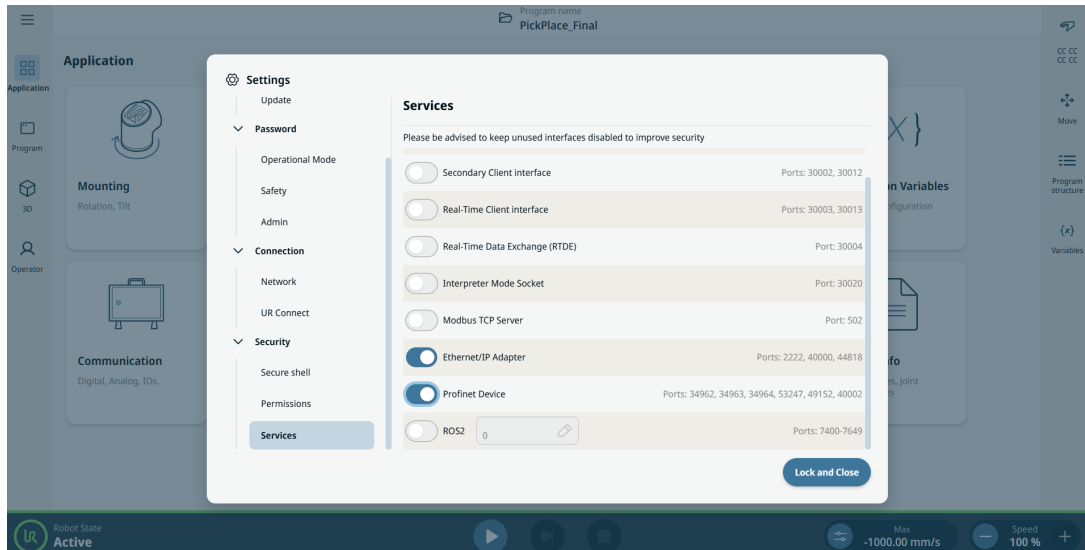 Program name
PickPlace_Final
Application
Application
Program
3D
Operator
Mounting
Rotation, Tilt
Communication
Digital, Analog, IOs.
Settings
Update
Password
Operational Mode
Safety
Admin
Connection
Network
UR Connect
Security
Secure shell
Permissions
Services
Services
Please be advised to keep unused interfaces disabled to improve security
Secondary Client interface Ports: 30002, 30012
Real-Time Client interface Ports: 30003, 30013
Real-Time Data Exchange (RTDE) Port: 30004
Interpreter Mode Socket Port: 30020
Modbus TCP Server Port: 502
Ethernet/IP Adapter Ports: 2222, 40000, 44818
Profinet Device Ports: 34962, 34963, 34964, 53247, 49152, 40002
ROS2 0 Ports: 7400-7649
Lock and Close
X}
on Variables
nfiguration
nfo
es, Joint
es
CC CC
CC CC
Move
Program
structure
{x}
Variables
UR
Robot State
Active
Max
-1000.00 mm/s
Speed
100 %